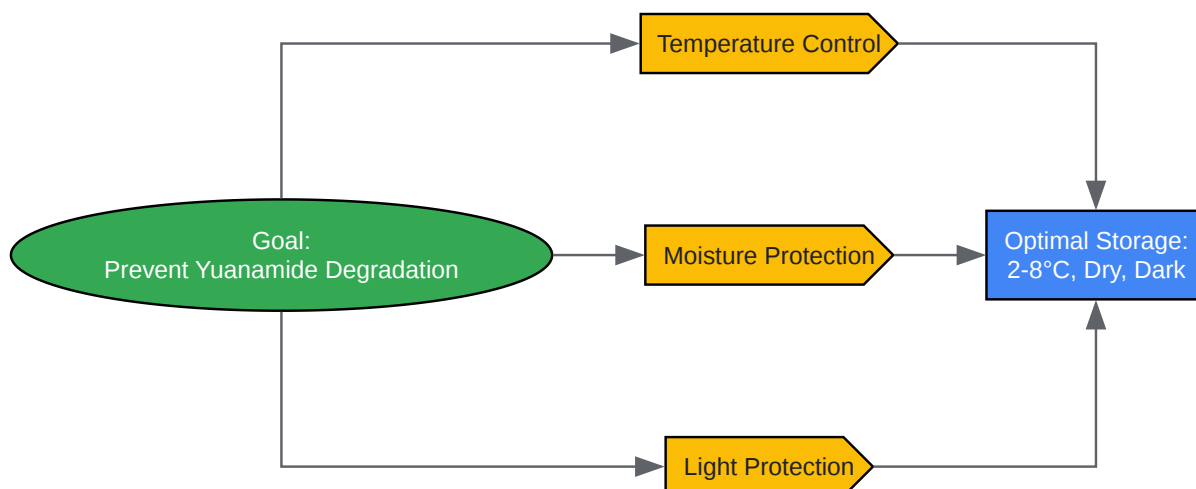 Temperature Control
Goal:
Prevent Yuanamide Degradation
Moisture Protection
Optimal Storage:
2-8°C, Dry, Dark
Light Protection